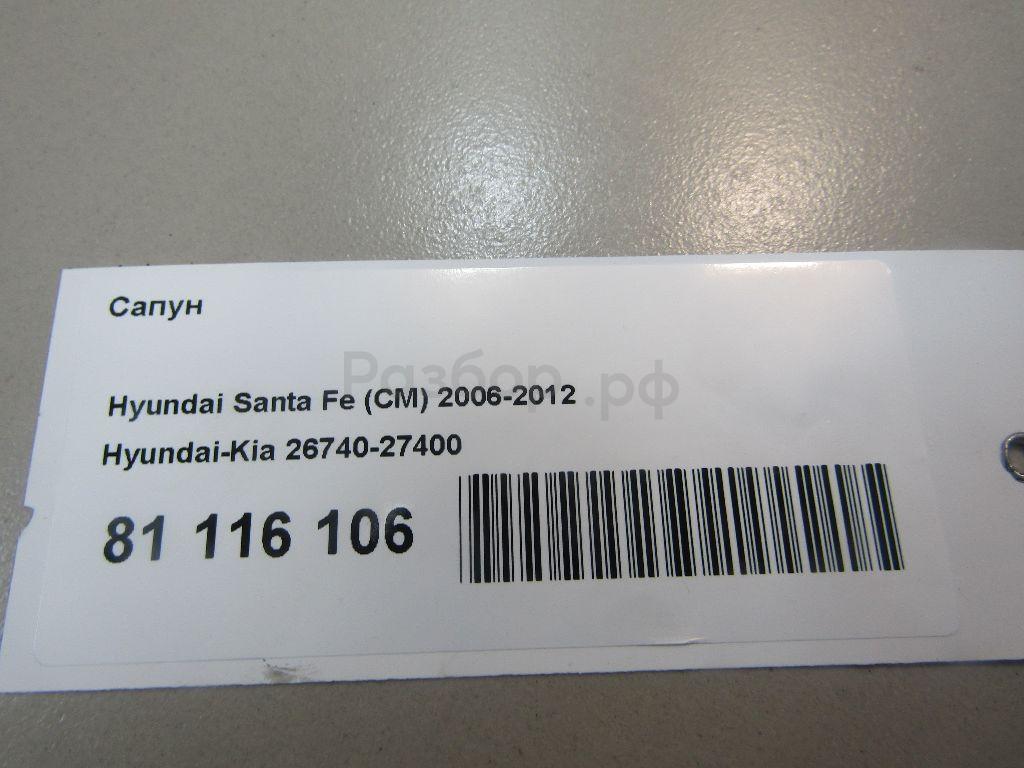 Сапун
Разбор.рф
Hyundai Santa Fe (CM) 2006-2012
Hyundai-Kia 26740-27400
81 116 106